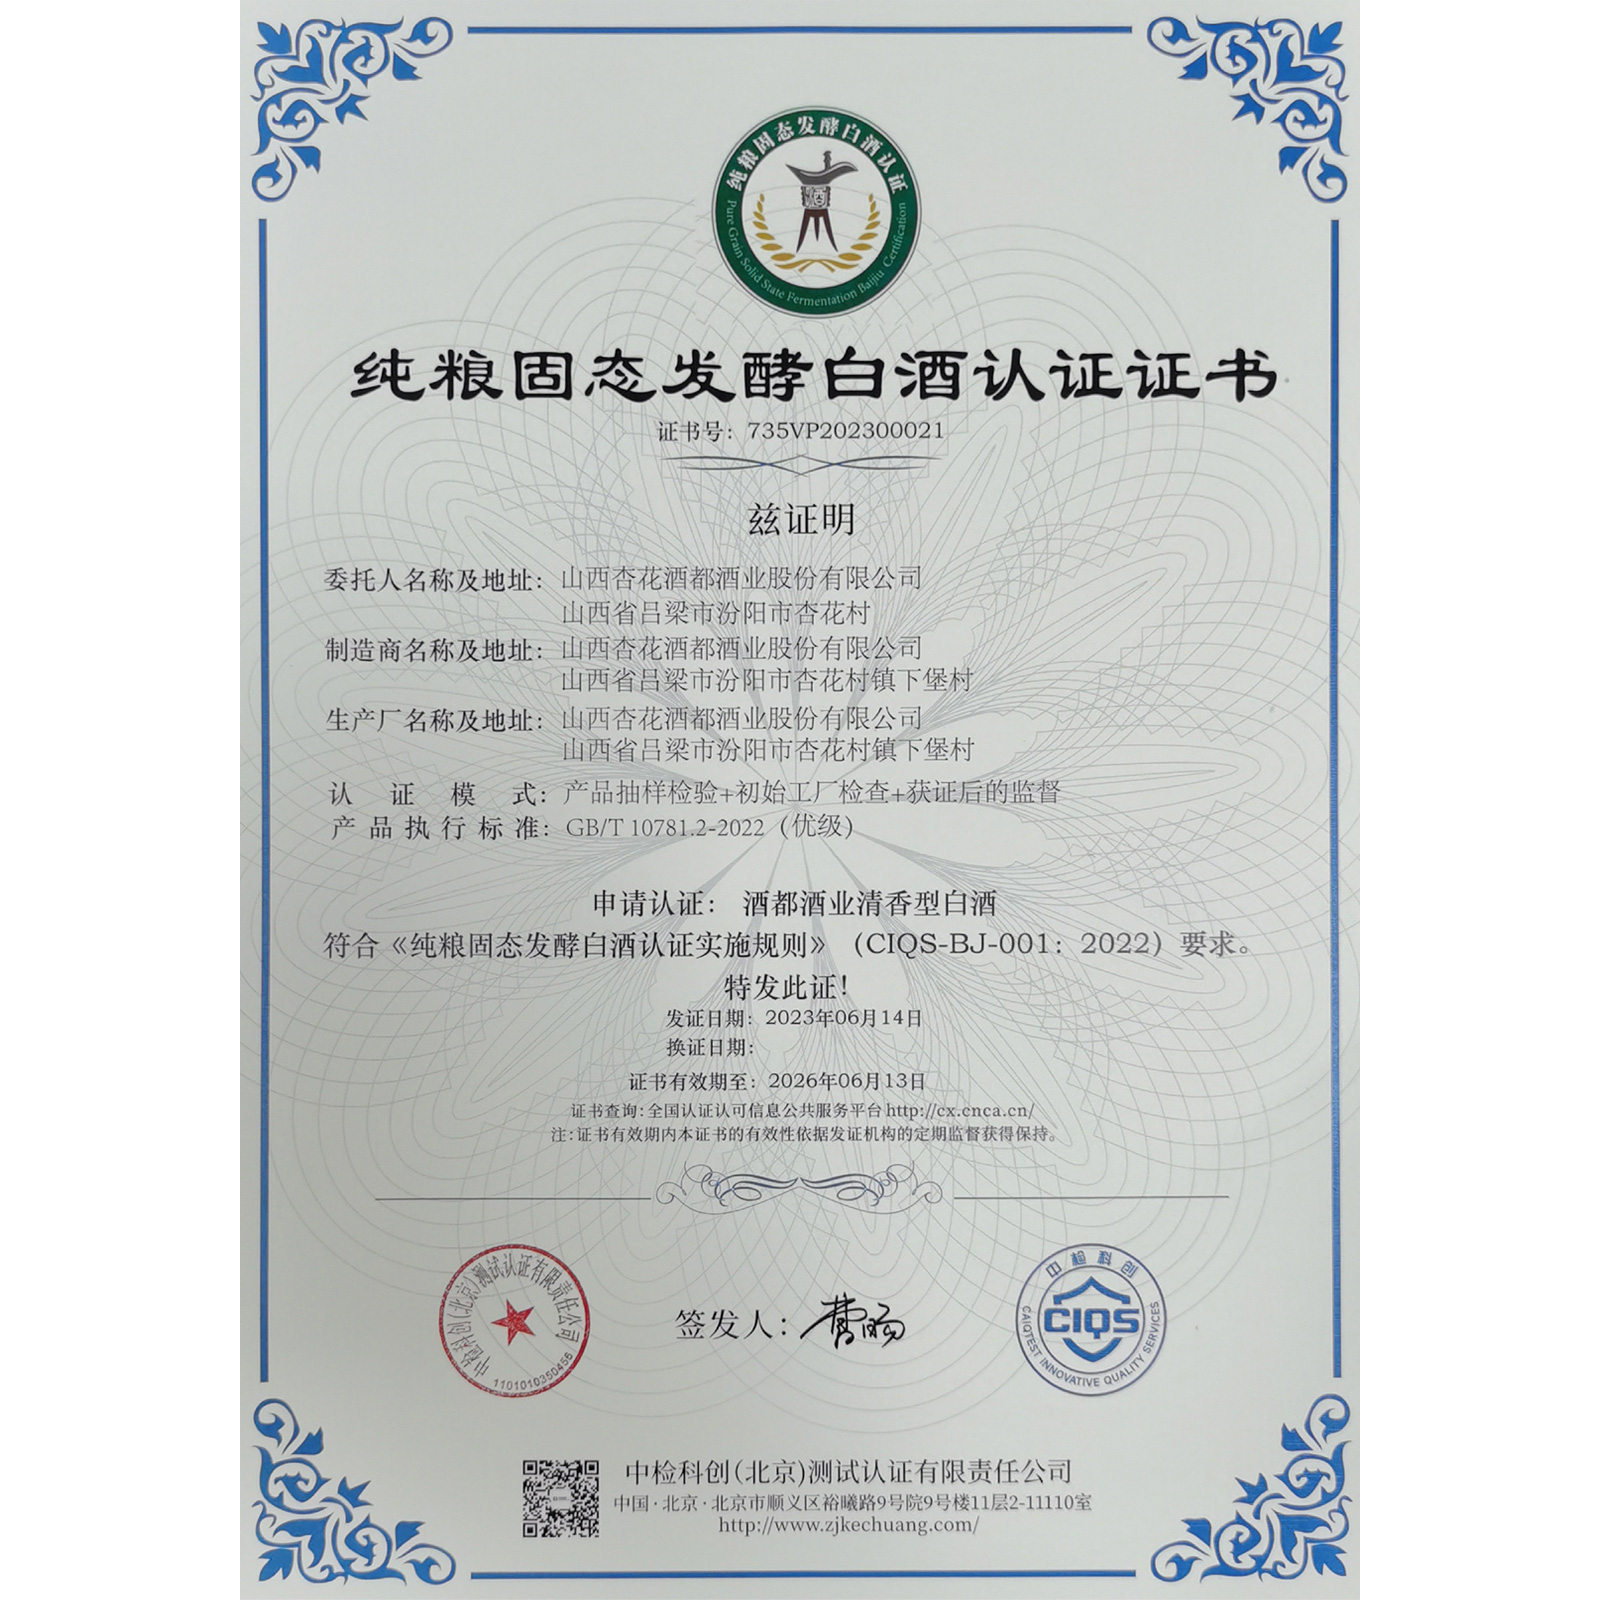 纯粮固态发酵白酒认证
酒
Pure Grain Solid State Fermentation Baijiu Certification
纯粮固态发酵白酒认证证书
证书号：735VP202300021
兹证明
委托人名称及地址：山西杏花酒都酒业股份有限公司
山西省吕梁市汾阳市杏花村
制造商名称及地址：山西杏花酒都酒业股份有限公司
山西省吕梁市汾阳市杏花村镇下堡村
生产厂名称及地址：山西杏花酒都酒业股份有限公司
山西省吕梁市汾阳市杏花村镇下堡村
认证模式：产品抽样检验+初始工厂检查+获证后的监督
产品执行标准：GB/T 10781.2-2022（优级）
申请认证：酒都酒业清香型白酒
符合《纯粮固态发酵白酒认证实施规则》（CIQS-BJ-001：2022）要求。
特发此证！
发证日期：2023年06月14日
换证日期：
证书有效期至：2026年06月13日
证书查询：全国认证认可信息公共服务平台http://cx.cnca.cn/
注：证书有效期内本证书的有效性依据发证机构的定期监督获得保持。
中检科创(北京)测试认证有限责任公司
1101010350456
签发人：
中检科创
CIQS
CAIQTEST INNOVATIVE QUALITY SERVICES
中检科创(北京)测试认证有限责任公司
中国·北京·北京市顺义区裕曦路9号院9号楼11层2-11110室
http://www.zjkechuang.com/